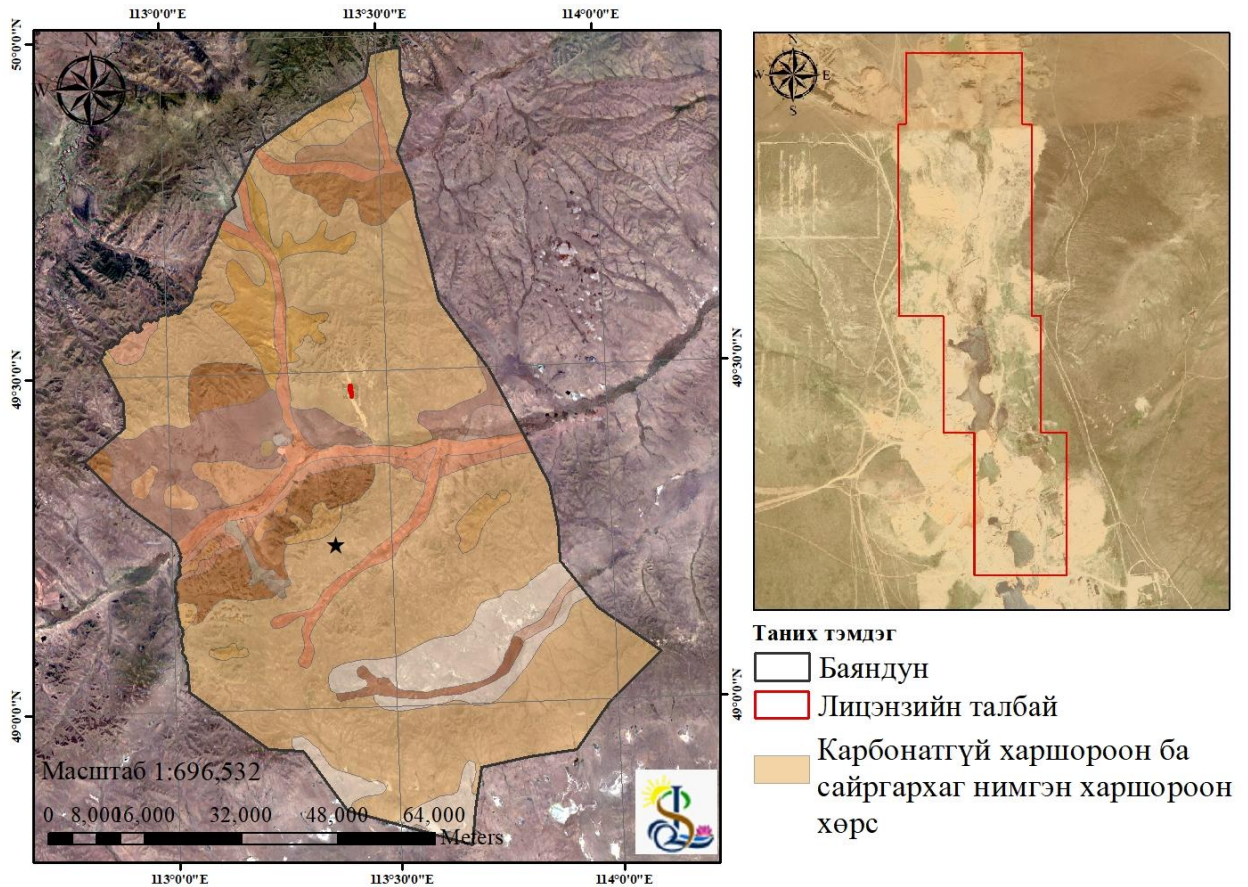 113°0'0"E 113°30'0"E 114°0'0"E
50°0'0"N
N
W
49°30'0"N
49°0'0"N
49°30'0"N
49°0'0"N
Масштаб 1:696,532
0 8,00016,000 32,000 48,000 64,000
Meters
113°0'0"E 113°30'0"E 114°0'0"E
N
W E
S
Таних тэмдэг
Баяндун
Лицэнзийн талбай
Карбонатгүй харшороон ба
сайргархаг нимгэн харшороон
хөрс